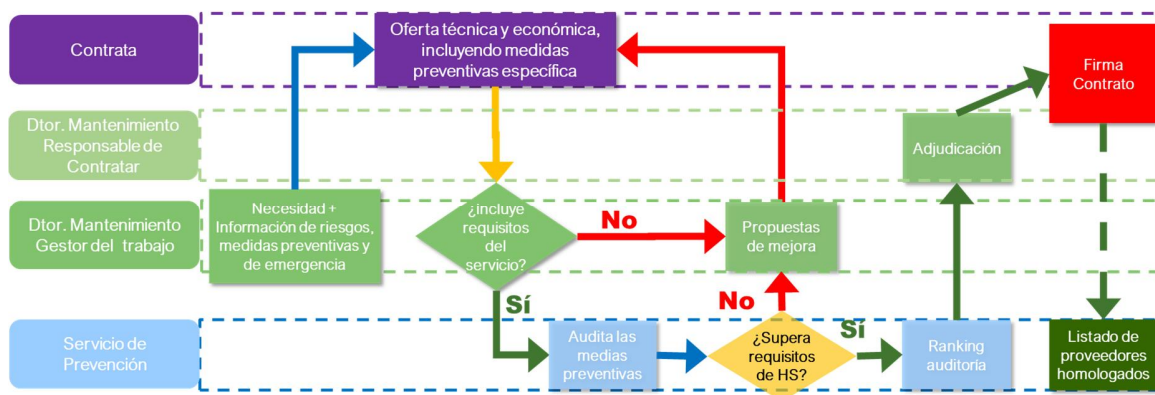 Contrata
Oferta técnica y económica,
incluyendo medidas
preventivas específica
Firma
Contrato
Dtor. Mantenimiento
Responsable de
Contratar
Adjudicación
Dtor. Mantenimiento
Gestor del trabajo
Necesidad +
Información de riesgos,
medidas preventivas y
de emergencia
¿incluye
requisitos
del
servicio?
No
Propuestas
de mejora
Sí
No
Servicio de
Prevención
Audita las
medias
preventivas
¿Supera
requisitos
de HS?
Sí
Ranking
auditoría
Listado de
proveedores
homologados